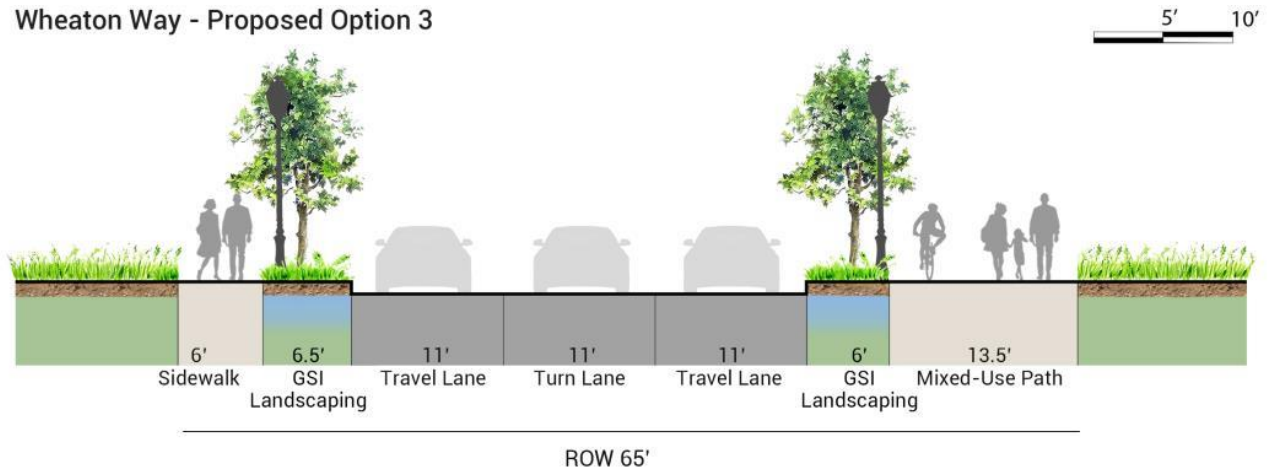 Wheaton Way - Proposed Option 3
5' 10'
6' 6.5' 11' 11' 11' 6' 13.5'
Sidewalk GSI Travel Lane Turn Lane Travel Lane GSI Mixed-Use Path
Landscaping Landscaping
ROW 65'